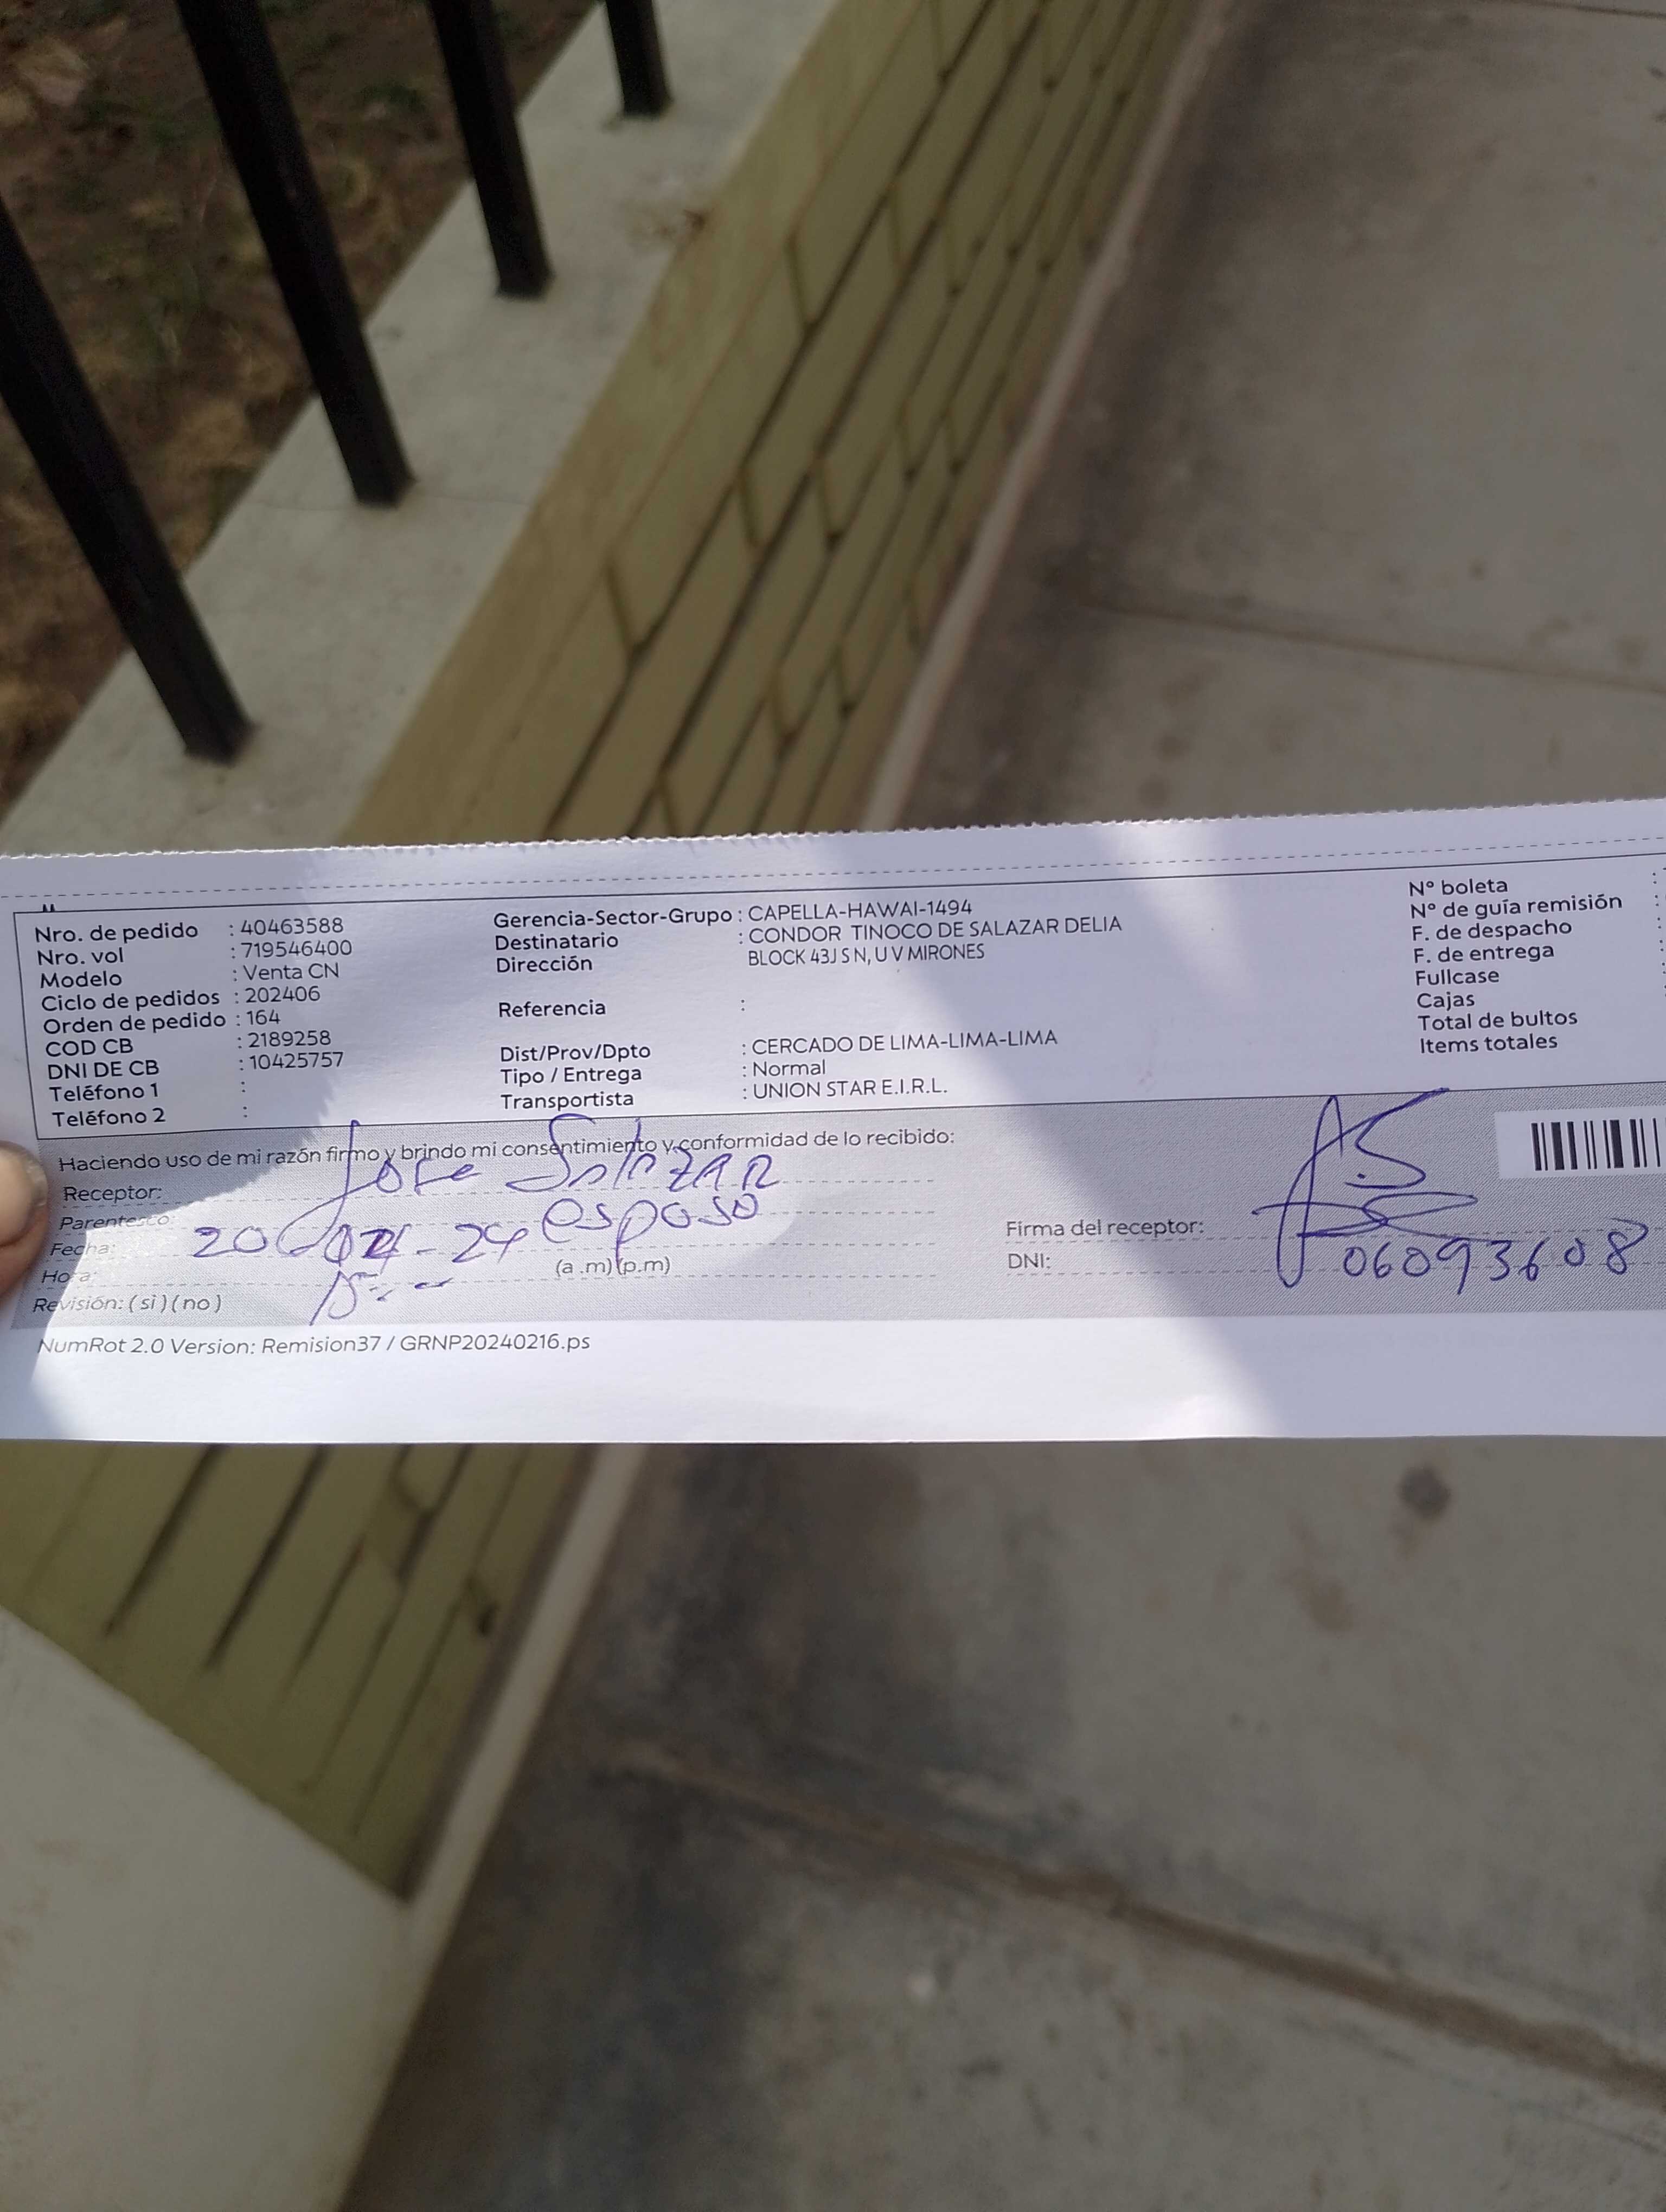 Nro. de pedido : 40463588
Nro. vol : 719546400
Modelo : Venta CN
Ciclo de pedidos : 202406
Orden de pedido : 164
COD CB : 2189258
DNI DE CB : 10425757
Teléfono 1 :
Teléfono 2 :
Gerencia-Sector-Grupo : CAPELLA-HAWAI-1494
Destinatario : CONDOR TINOCO DE SALAZAR DELIA
Dirección BLOCK 43J S N, U V MIRONES
Referencia :
Dist/Prov/Dpto : CERCADO DE LIMA-LIMA-LIMA
Tipo / Entrega : Normal
Transportista : UNION STAR E.I.R.L.
N° boleta :
N° de guía remisión :
F. de despacho :
F. de entrega :
Fullcase
Cajas
Total de bultos
Items totales
Haciendo uso de mi razón firmo y brindo mi consentimiento y conformidad de lo recibido:
Receptor: Jose SalAZAR
Parentesco: esposo
Fecha: 24
Hora: (a .m) (p.m)
Revisión: ( si ) ( no )
Firma del receptor:
DNI: 06093608
NumRot 2.0 Version: Remision37 / GRNP20240216.ps